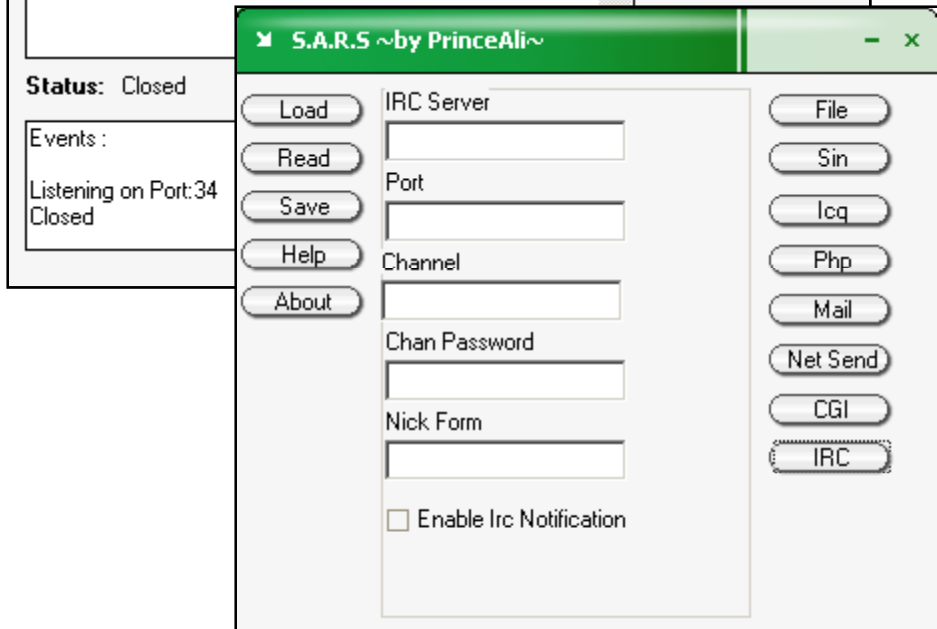 Status: Closed
Events :
Listening on Port:34
Closed
S.A.R.S ~by PrinceAli~
Load
Read
Save
Help
About
IRC Server
Port
Channel
Chan Password
Nick Form
Enable Irc Notification
File
Sin
Icq
Php
Mail
Net Send
CGI
IRC